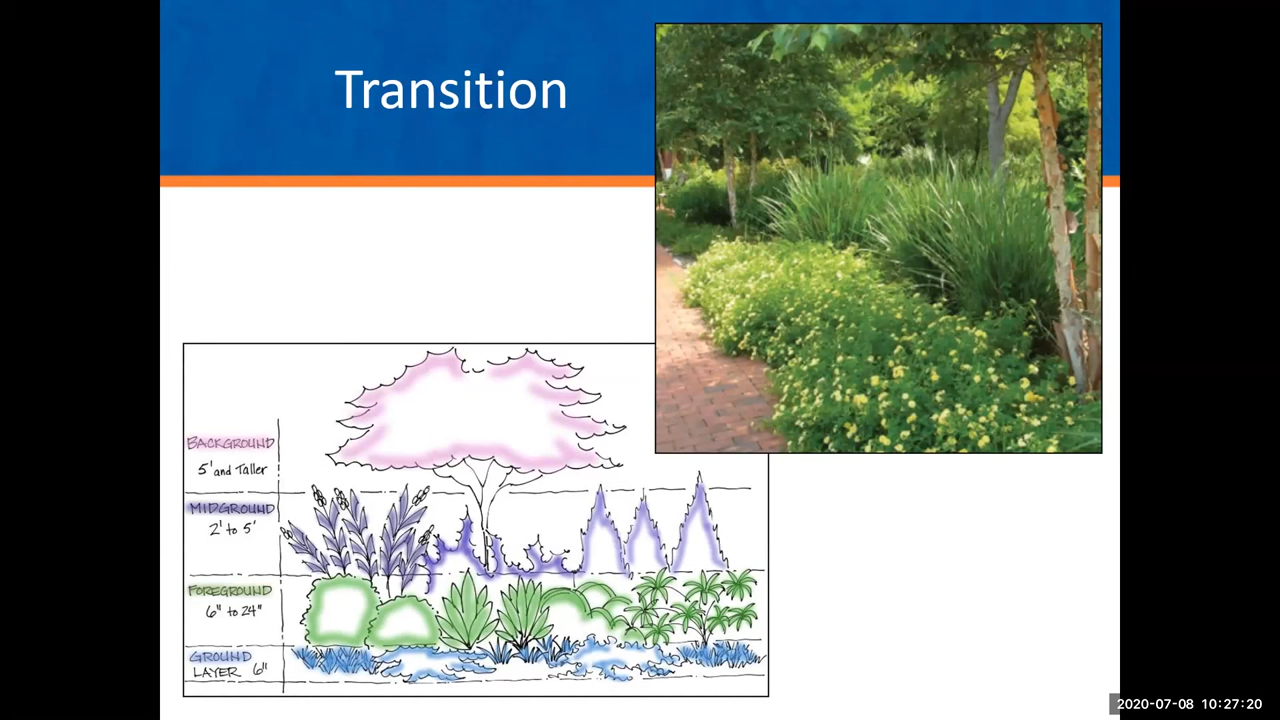 Transition
BACKGROUND
5' and Taller
MIDGROUND
2' to 5'
FOREGROUND
6" to 24"
GROUND
LAYER 6"
2020-07-08 10:27:20